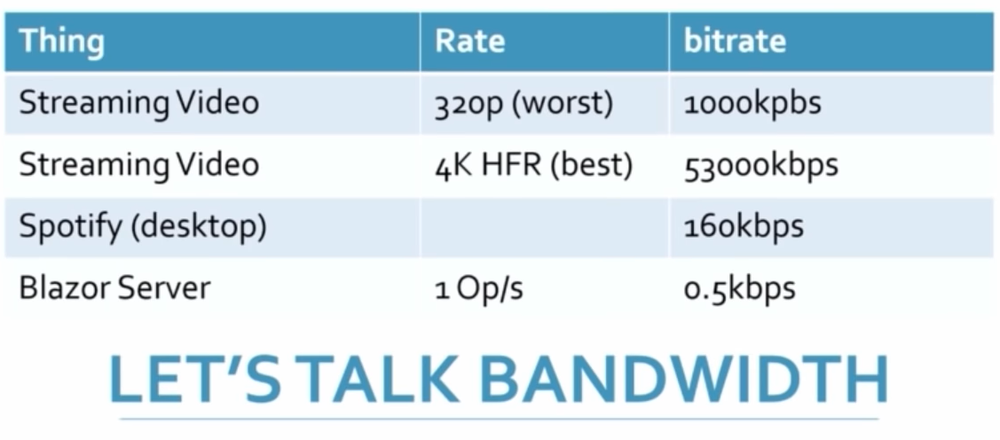 Thing Rate bitrate
Streaming Video 320p (worst) 1000kpbs
Streaming Video 4K HFR (best) 53000kbps
Spotify (desktop) 160kbps
Blazor Server 1 Op/s 0.5kbps
LET'S TALK BANDWIDTH